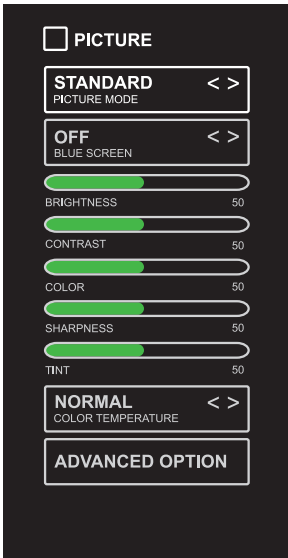 PICTURE
STANDARD < >
PICTURE MODE
OFF < >
BLUE SCREEN
BRIGHTNESS 50
CONTRAST 50
COLOR 50
SHARPNESS 50
TINT 50
NORMAL < >
COLOR TEMPERATURE
ADVANCED OPTION